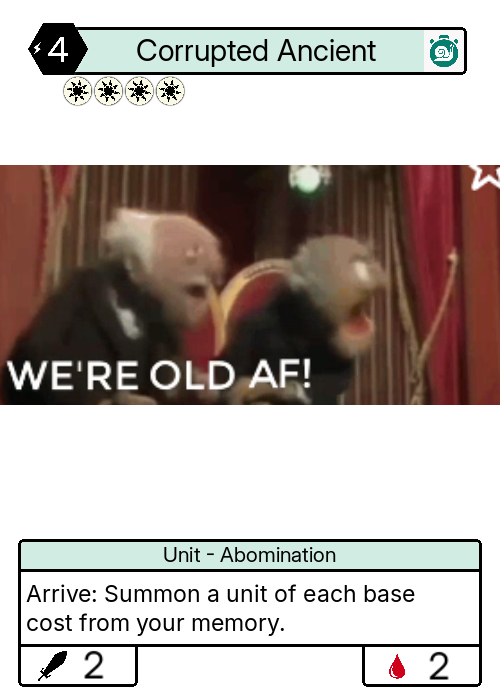 4 Corrupted Ancient
WE'RE OLD AF!
Unit - Abomination
Arrive: Summon a unit of each base
cost from your memory.
2 2